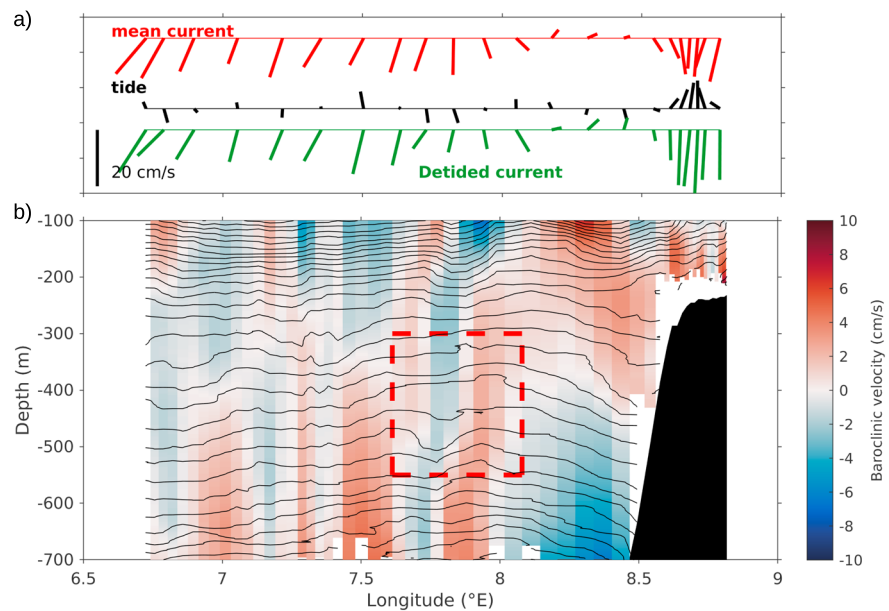 a)
mean current
tide
20 cm/s
Detided current
b)
-100
-200
-300
-400
-500
-600
-700
Depth (m)
6.5 7 7.5 8 8.5 9
Longitude (°E)
10
8
6
4
2
0
-2
-4
-6
-8
-10
Baroclinic velocity (cm/s)